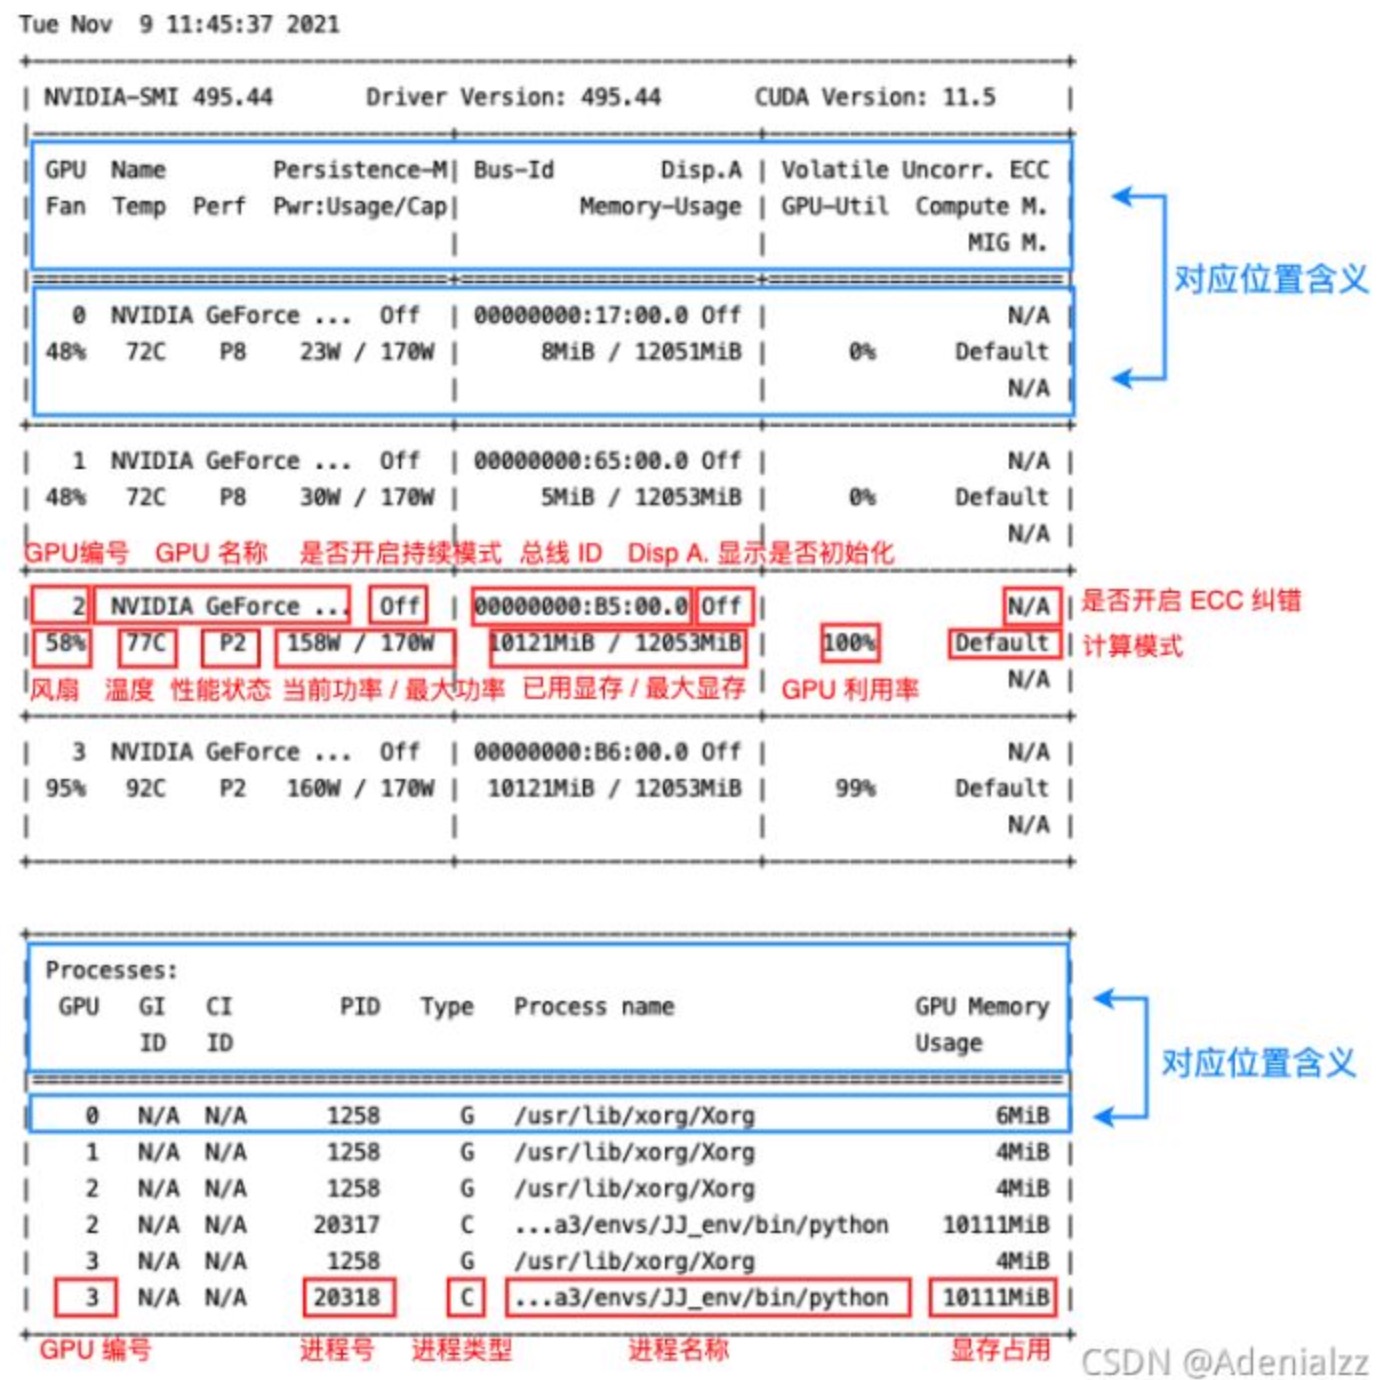 Tue Nov  9 11:45:37 2021
NVIDIA-SMI 495.44       Driver Version: 495.44       CUDA Version: 11.5
GPU  Name        Persistence-M| Bus-Id        Disp.A | Volatile Uncorr. ECC
Fan  Temp  Perf  Pwr:Usage/Cap|         Memory-Usage | GPU-Util  Compute M.
MIG M.
对应位置含义
0  NVIDIA GeForce ...  Off  | 00000000:17:00.0 Off |                  N/A
48%   72C    P8    23W / 170W |      8MiB / 12051MiB |      0%      Default
N/A
1  NVIDIA GeForce ...  Off  | 00000000:65:00.0 Off |                  N/A
48%   72C    P8    30W / 170W |      5MiB / 12053MiB |      0%      Default
N/A
GPU编号 GPU 名称 是否开启持续模式 总线 ID Disp A. 显示是否初始化
2  NVIDIA GeForce ...  Off  | 00000000:B5:00.0 Off |                  N/A 是否开启 ECC 纠错
58%   77C    P2   158W / 170W |  10121MiB / 12053MiB |    100%      Default 计算模式
N/A
风扇 温度 性能状态 当前功率 / 最大功率 已用显存 / 最大显存 GPU 利用率
3  NVIDIA GeForce ...  Off  | 00000000:B6:00.0 Off |                  N/A
95%   92C    P2   160W / 170W |  10121MiB / 12053MiB |     99%      Default
N/A
Processes:
GPU   GI   CI        PID   Type   Process name                  GPU Memory
ID   ID                                                   Usage
对应位置含义
0   N/A  N/A      1258      G   /usr/lib/xorg/Xorg                  6MiB
1   N/A  N/A      1258      G   /usr/lib/xorg/Xorg                  4MiB
2   N/A  N/A      1258      G   /usr/lib/xorg/Xorg                  4MiB
2   N/A  N/A     20317      C   ...a3/envs/JJ_env/bin/python    10111MiB
3   N/A  N/A      1258      G   /usr/lib/xorg/Xorg                  4MiB
3   N/A  N/A     20318      C   ...a3/envs/JJ_env/bin/python    10111MiB
GPU 编号 进程号 进程类型 进程名称 显存占用
CSDN @Adenialzz